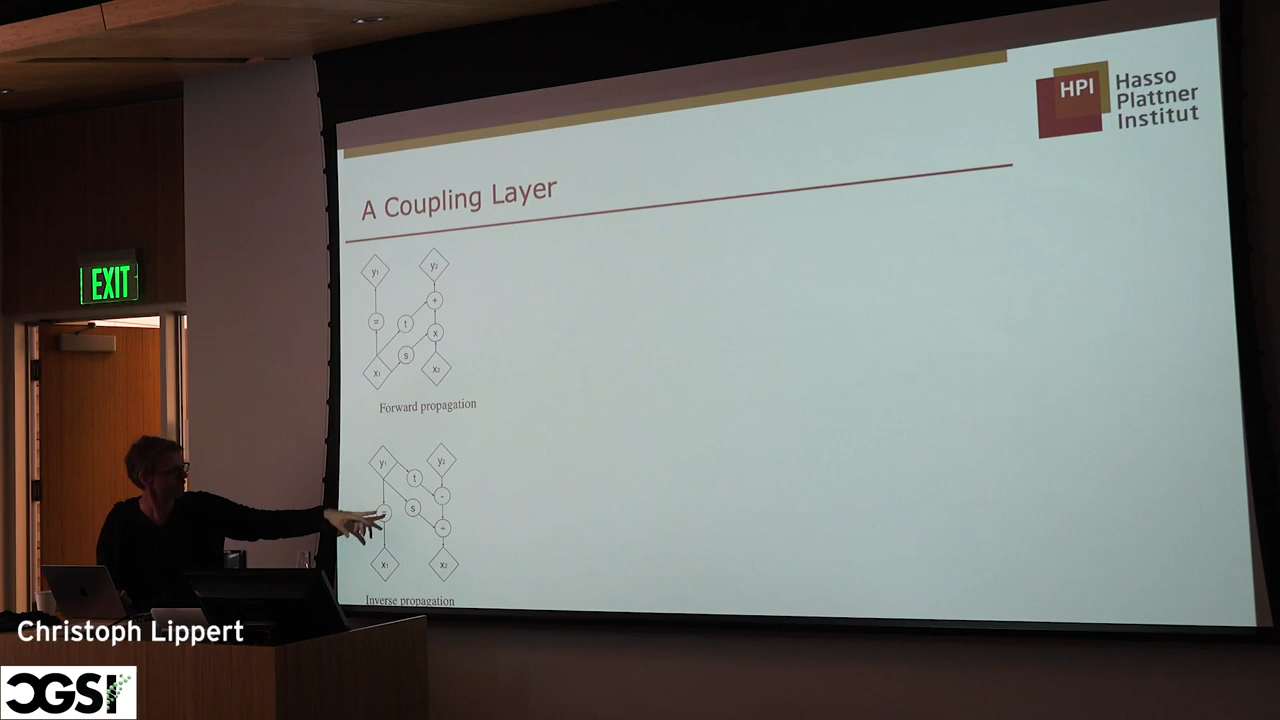 HPI
Hasso
Plattner
Institut
A Coupling Layer
y₁ y₂
+
= t x
s
x₁ x₂
Forward propagation
y₁ y₂
t
-
s
÷
x₁ x₂
Inverse propagation
EXIT
Christoph Lippert
CGSI